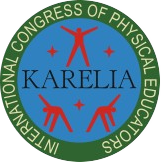 INTERNATIONAL CONGRESS OF PHYSICAL EDUCATORS
KARELIA